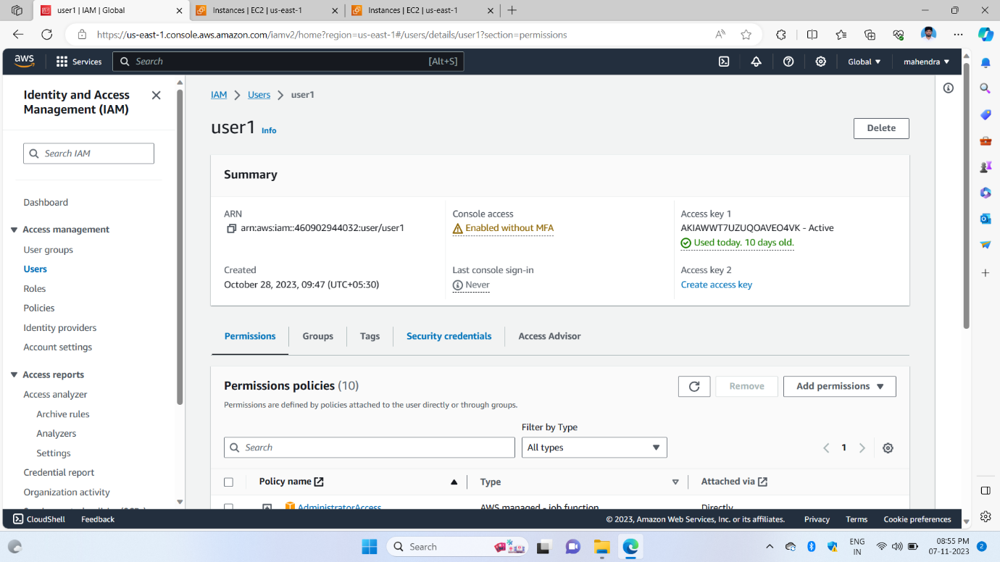 user1 | IAM | Global
Instances | EC2 | us-east-1
Instances | EC2 | us-east-1
https://us-east-1.console.aws.amazon.com/iamv2/home?region=us-east-1#/users/details/user1?section=permissions
aws
Services
Search
[Alt+S]
Global
mahendra
Identity and Access
Management (IAM)
Search IAM
Dashboard
Access management
User groups
Users
Roles
Policies
Identity providers
Account settings
Access reports
Access analyzer
Archive rules
Analyzers
Settings
Credential report
Organization activity
IAM > Users > user1
user1 Info
Delete
Summary
ARN
arn:aws:iam::460902944032:user/user1
Created
October 28, 2023, 09:47 (UTC+05:30)
Console access
Enabled without MFA
Last console sign-in
Never
Access key 1
AKIAWWT7UZUQOAVEO4VK - Active
Used today. 10 days old.
Access key 2
Create access key
Permissions
Groups
Tags
Security credentials
Access Advisor
Permissions policies (10)
Permissions are defined by policies attached to the user directly or through groups.
Remove
Add permissions
Filter by Type
Search
All types
1
Policy name
Type
Attached via
AdministratorAccess
AWS managed - job function
Directly
CloudShell
Feedback
© 2023, Amazon Web Services, Inc. or its affiliates.
Privacy
Terms
Cookie preferences
Search
ENG
IN
08:55 PM
07-11-2023
2